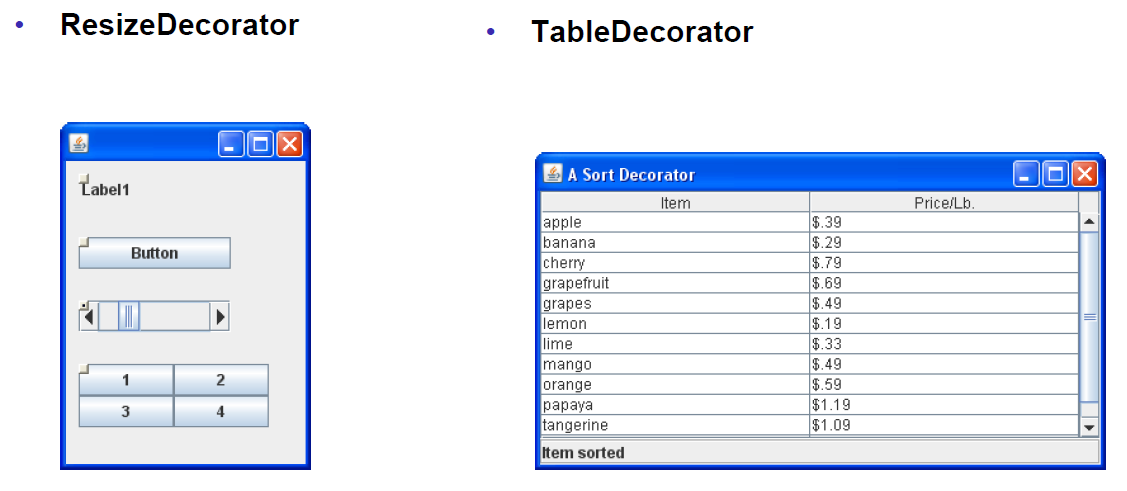 • ResizeDecorator
Label1
Button
1 2
3 4
• TableDecorator
A Sort Decorator
Item Price/Lb.
apple $.39
banana $.29
cherry $.79
grapefruit $.69
grapes $.49
lemon $.19
lime $.33
mango $.49
orange $.59
papaya $1.19
tangerine $1.09
Item sorted